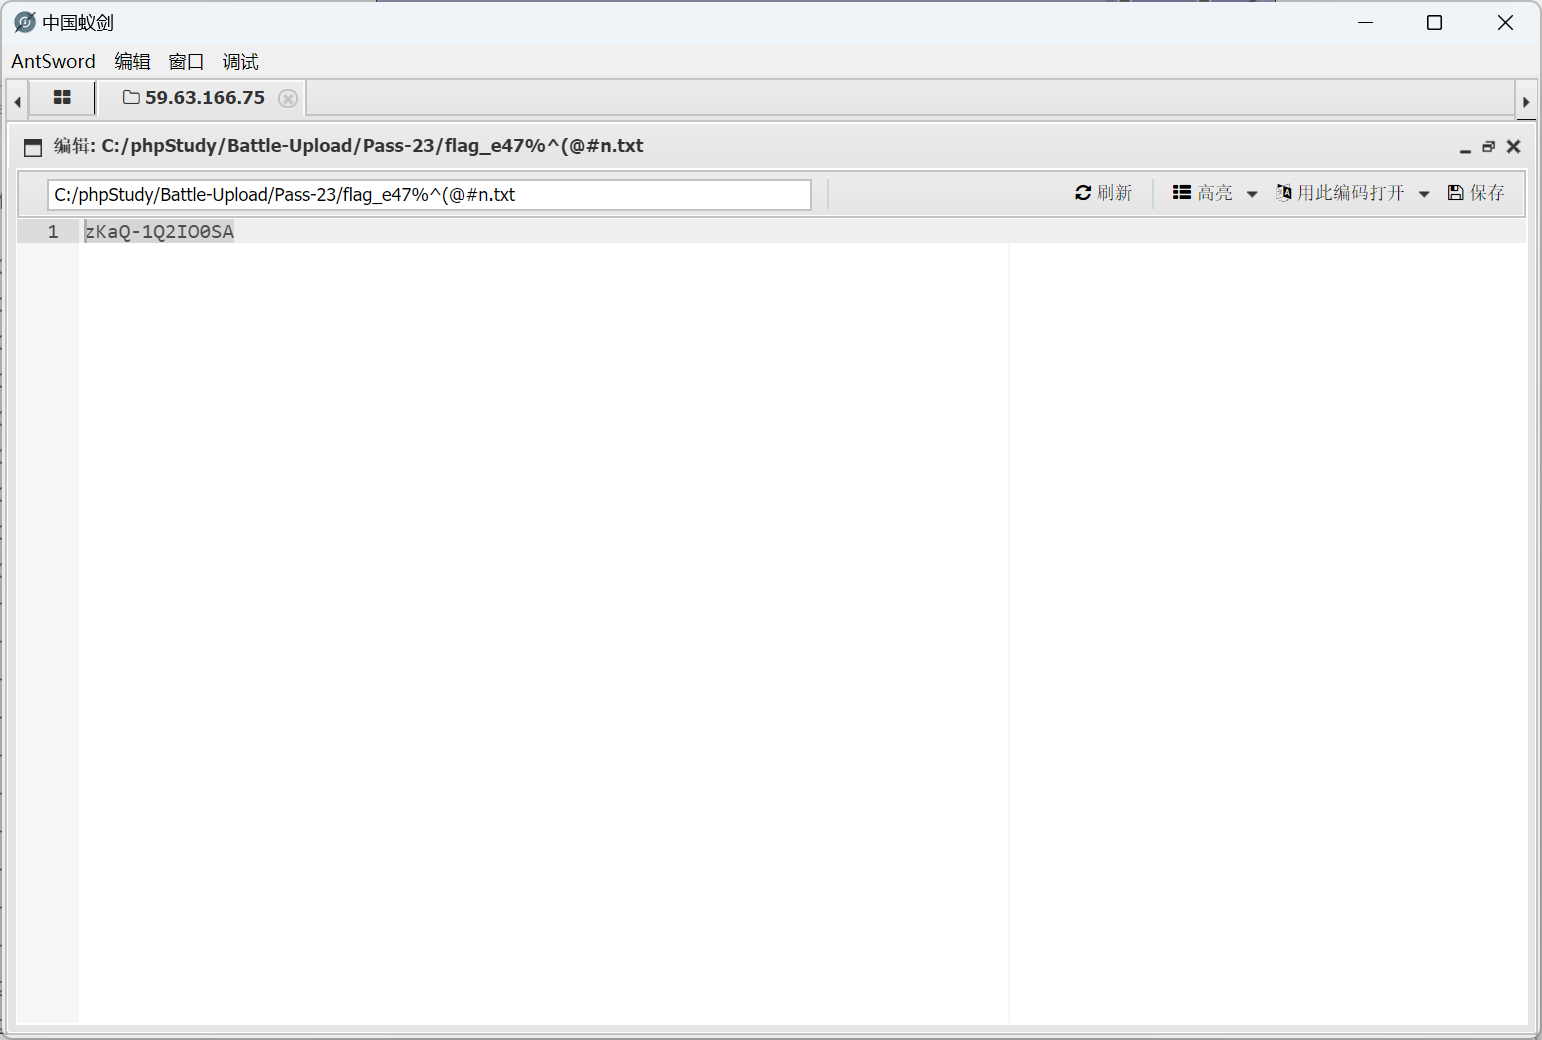 中国蚁剑
AntSword 编辑 窗口 调试
59.63.166.75
编辑: C:/phpStudy/Battle-Upload/Pass-23/flag_e47%^(@#n.txt
C:/phpStudy/Battle-Upload/Pass-23/flag_e47%^(@#n.txt 刷新 高亮 用此编码打开 保存
1 zKaQ-1Q2IO0SA